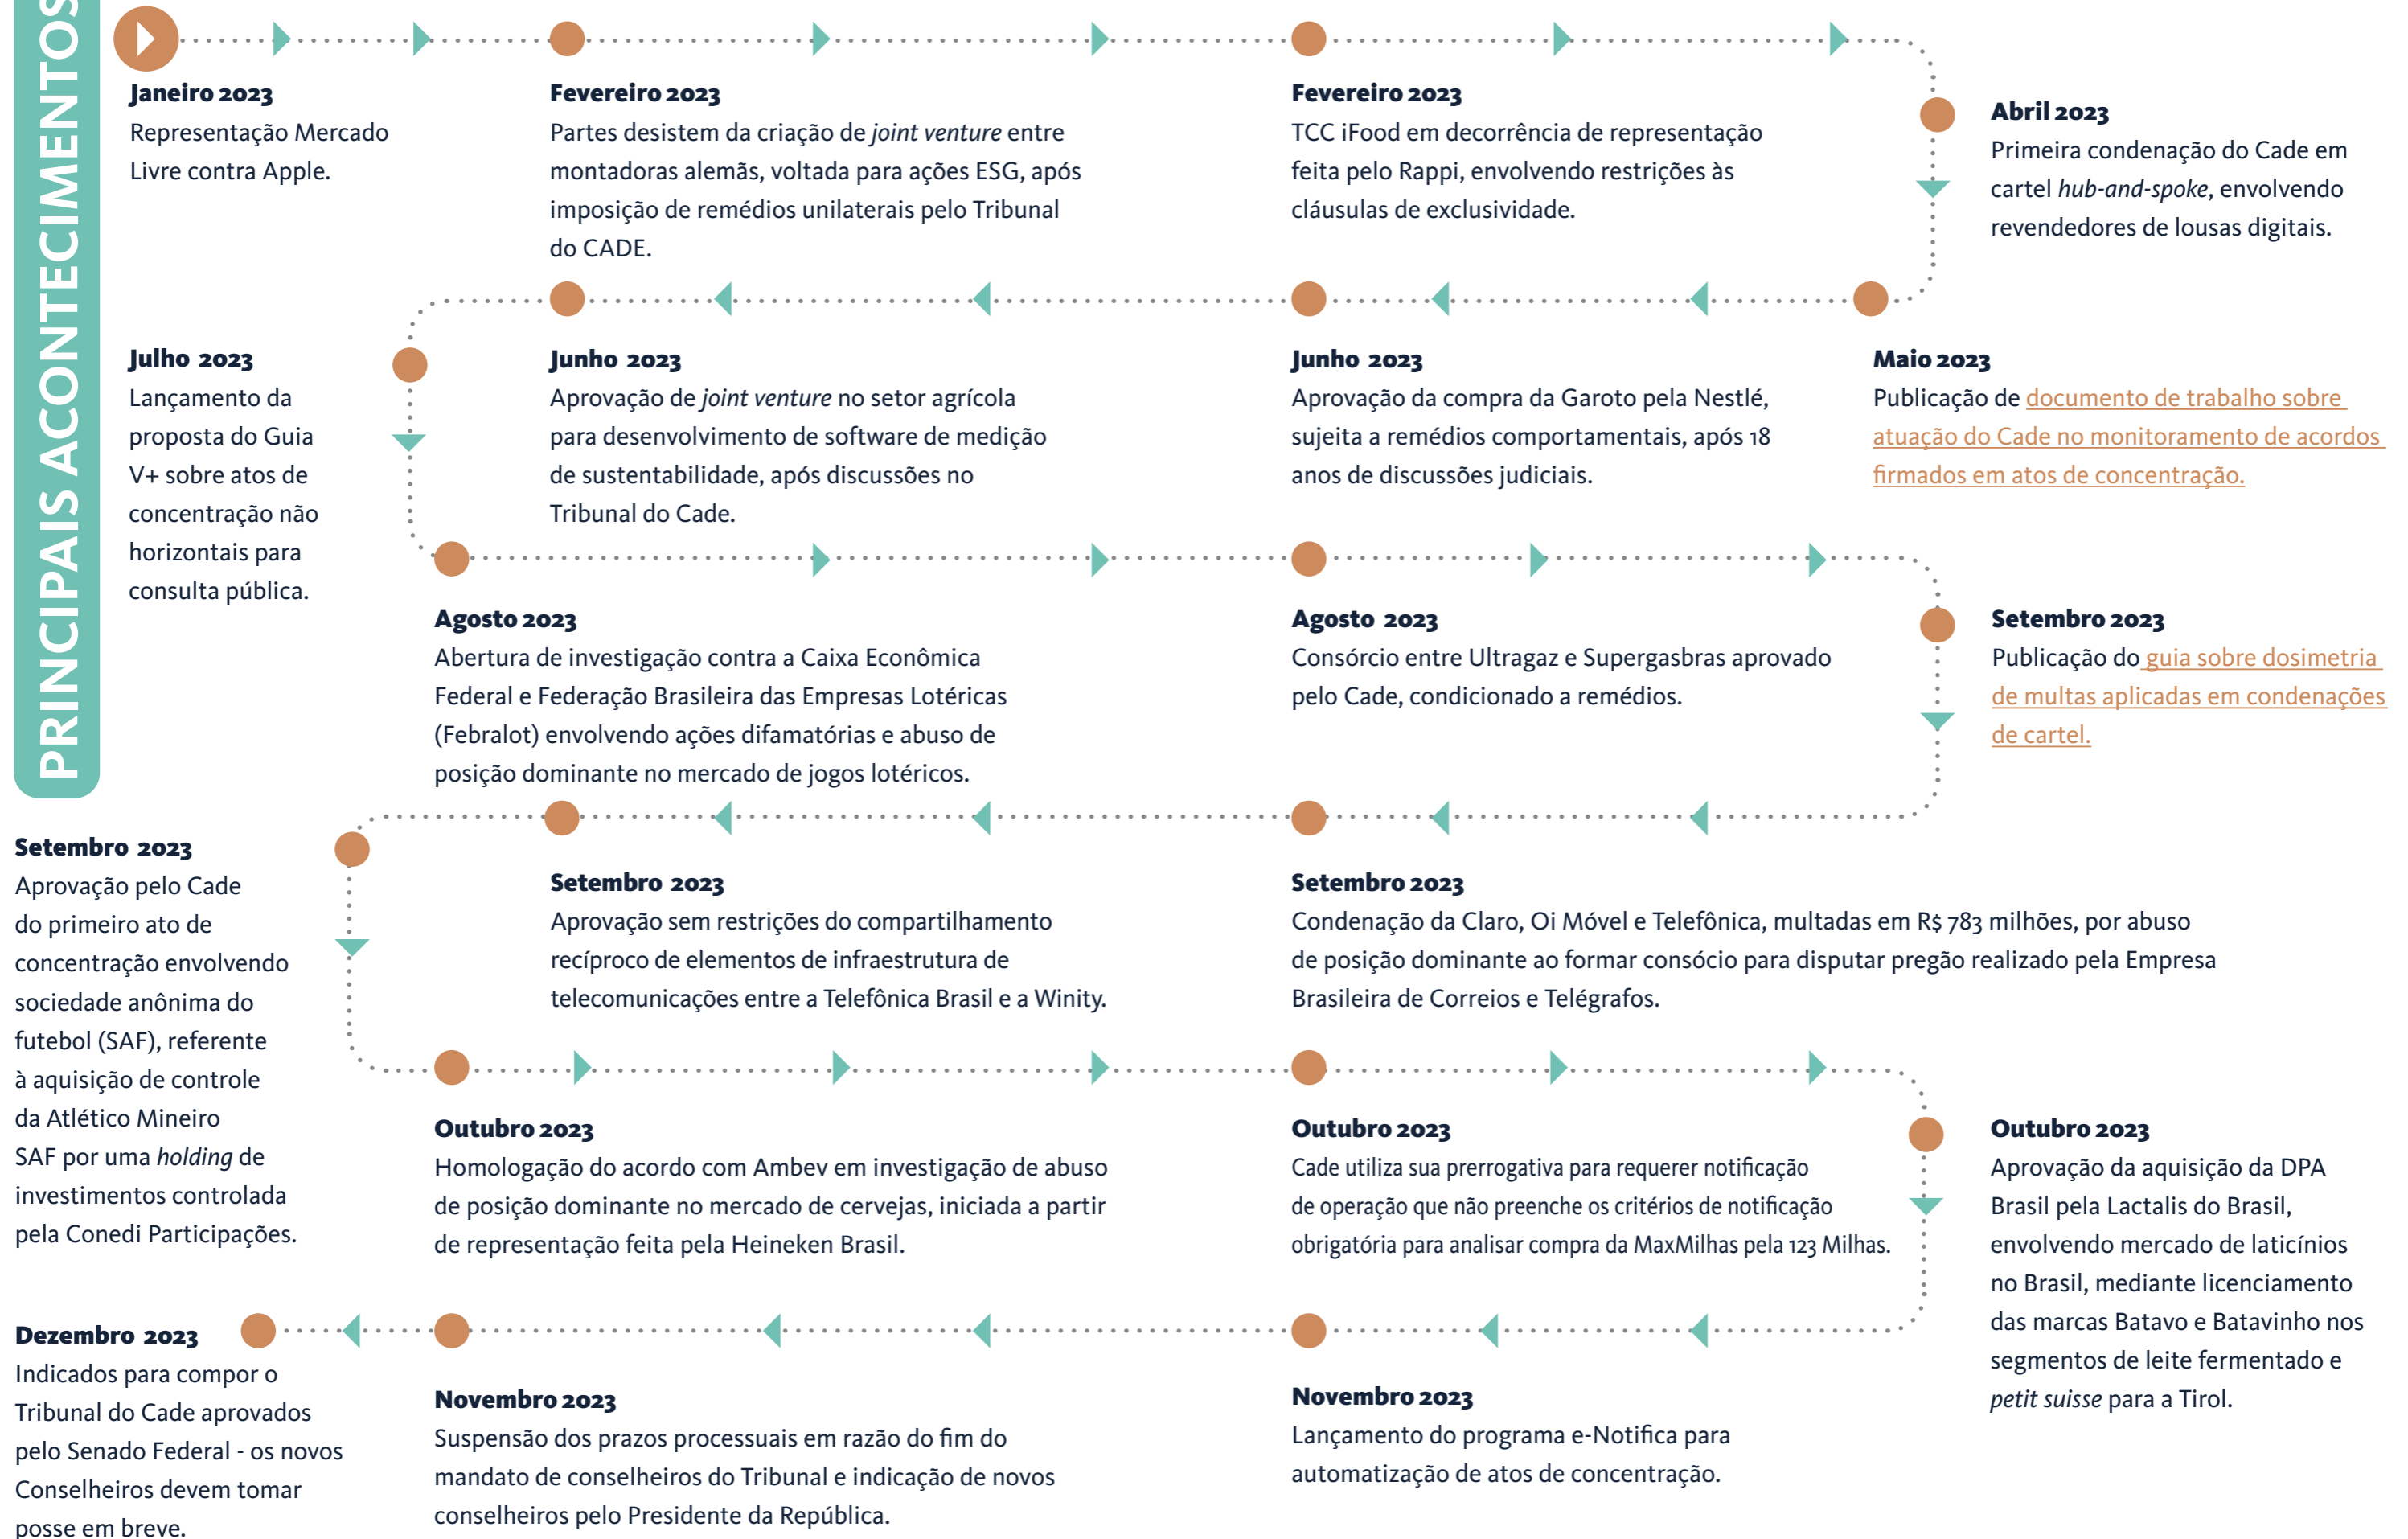 PRINCIPAIS ACONTECIMENTOS
Janeiro 2023
Representação Mercado
Livre contra Apple.
Fevereiro 2023
Partes desistem da criação de joint venture entre
montadoras alemãs, voltada para ações ESG, após
imposição de remédios unilaterais pelo Tribunal
do CADE.
Fevereiro 2023
TCC iFood em decorrência de representação
feita pelo Rappi, envolvendo restrições às
cláusulas de exclusividade.
Abril 2023
Primeira condenação do Cade em
cartel hub-and-spoke, envolvendo
revendedores de lousas digitais.
Maio 2023
Publicação de documento de trabalho sobre
atuação do Cade no monitoramento de acordos
firmados em atos de concentração.
Junho 2023
Aprovação da compra da Garoto pela Nestlé,
sujeita a remédios comportamentais, após 18
anos de discussões judiciais.
Junho 2023
Aprovação de joint venture no setor agrícola
para desenvolvimento de software de medição
de sustentabilidade, após discussões no
Tribunal do Cade.
Julho 2023
Lançamento da
proposta do Guia
V+ sobre atos de
concentração não
horizontais para
consulta pública.
Agosto 2023
Abertura de investigação contra a Caixa Econômica
Federal e Federação Brasileira das Empresas Lotéricas
(Febralot) envolvendo ações difamatórias e abuso de
posição dominante no mercado de jogos lotéricos.
Agosto 2023
Consórcio entre Ultragaz e Supergasbras aprovado
pelo Cade, condicionado a remédios.
Setembro 2023
Publicação do guia sobre dosimetria
de multas aplicadas em condenações
de cartel.
Setembro 2023
Condenação da Claro, Oi Móvel e Telefônica, multadas em R$ 783 milhões, por abuso
de posição dominante ao formar consócio para disputar pregão realizado pela Empresa
Brasileira de Correios e Telégrafos.
Setembro 2023
Aprovação sem restrições do compartilhamento
recíproco de elementos de infraestrutura de
telecomunicações entre a Telefônica Brasil e a Winity.
Setembro 2023
Aprovação pelo Cade
do primeiro ato de
concentração envolvendo
sociedade anônima do
futebol (SAF), referente
à aquisição de controle
da Atlético Mineiro
SAF por uma holding de
investimentos controlada
pela Conedi Participações.
Outubro 2023
Homologação do acordo com Ambev em investigação de abuso
de posição dominante no mercado de cervejas, iniciada a partir
de representação feita pela Heineken Brasil.
Outubro 2023
Cade utiliza sua prerrogativa para requerer notificação
de operação que não preenche os critérios de notificação
obrigatória para analisar compra da MaxMilhas pela 123 Milhas.
Outubro 2023
Aprovação da aquisição da DPA
Brasil pela Lactalis do Brasil,
envolvendo mercado de laticínios
no Brasil, mediante licenciamento
das marcas Batavo e Batavinho nos
segmentos de leite fermentado e
petit suisse para a Tirol.
Novembro 2023
Lançamento do programa e-Notifica para
automatização de atos de concentração.
Novembro 2023
Suspensão dos prazos processuais em razão do fim do
mandato de conselheiros do Tribunal e indicação de novos
conselheiros pelo Presidente da República.
Dezembro 2023
Indicados para compor o
Tribunal do Cade aprovados
pelo Senado Federal - os novos
Conselheiros devem tomar
posse em breve.